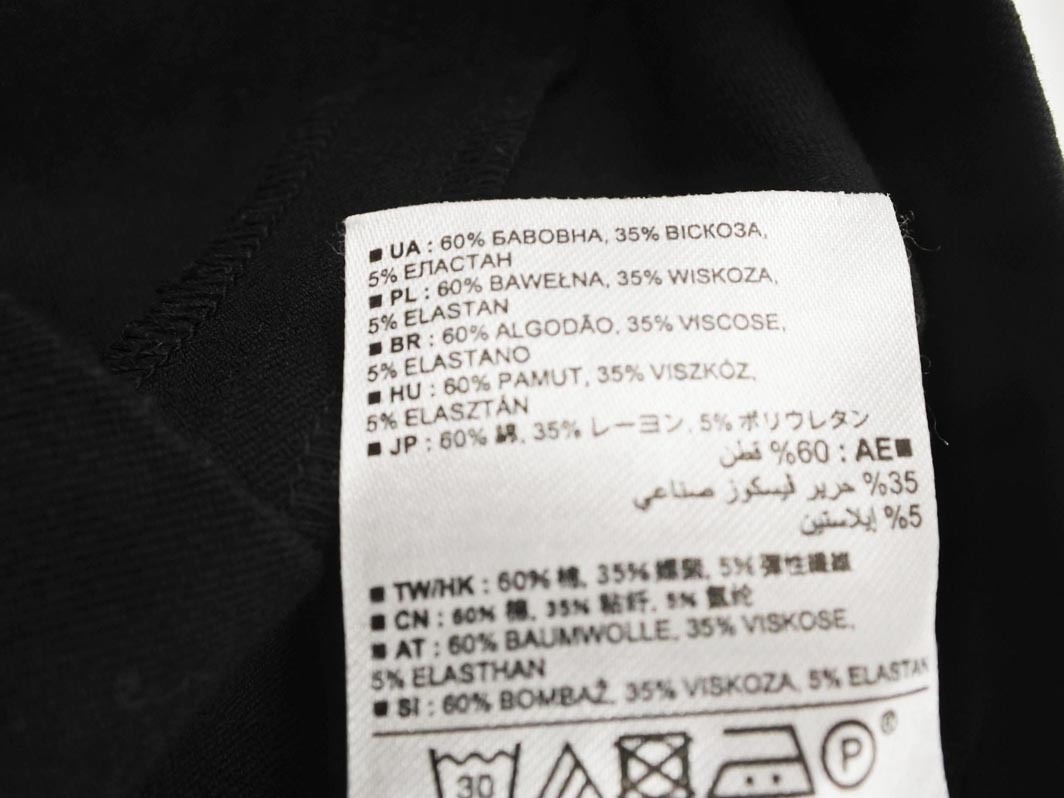 ■ UA : 60% БАВОВНА, 35% ВІСКОЗА,
5% ЕЛАСТАН
■ PL : 60% BAWEŁNA, 35% WISKOZA,
5% ELASTAN
■ BR : 60% ALGODÃO, 35% VISCOSE,
5% ELASTANO
■ HU : 60% PAMUT, 35% VISZKÓZ,
5% ELASZTÁN
■ JP : 60% 綿, 35% レーヨン, 5% ポリウレタン
■AE : 60% قطن
35% حرير ڤيسكوز صناعي
5% إيلاستين
■ TW/HK : 60% 棉, 35% 嫘縈, 5% 彈性纖維
■ CN : 60% 棉, 35% 粘纤, 5% 氨纶
■ AT : 60% BAUMWOLLE, 35% VISKOSE,
5% ELASTHAN
■ SI : 60% BOMBAŽ, 35% VISKOZA, 5% ELASTAN
30 P ®